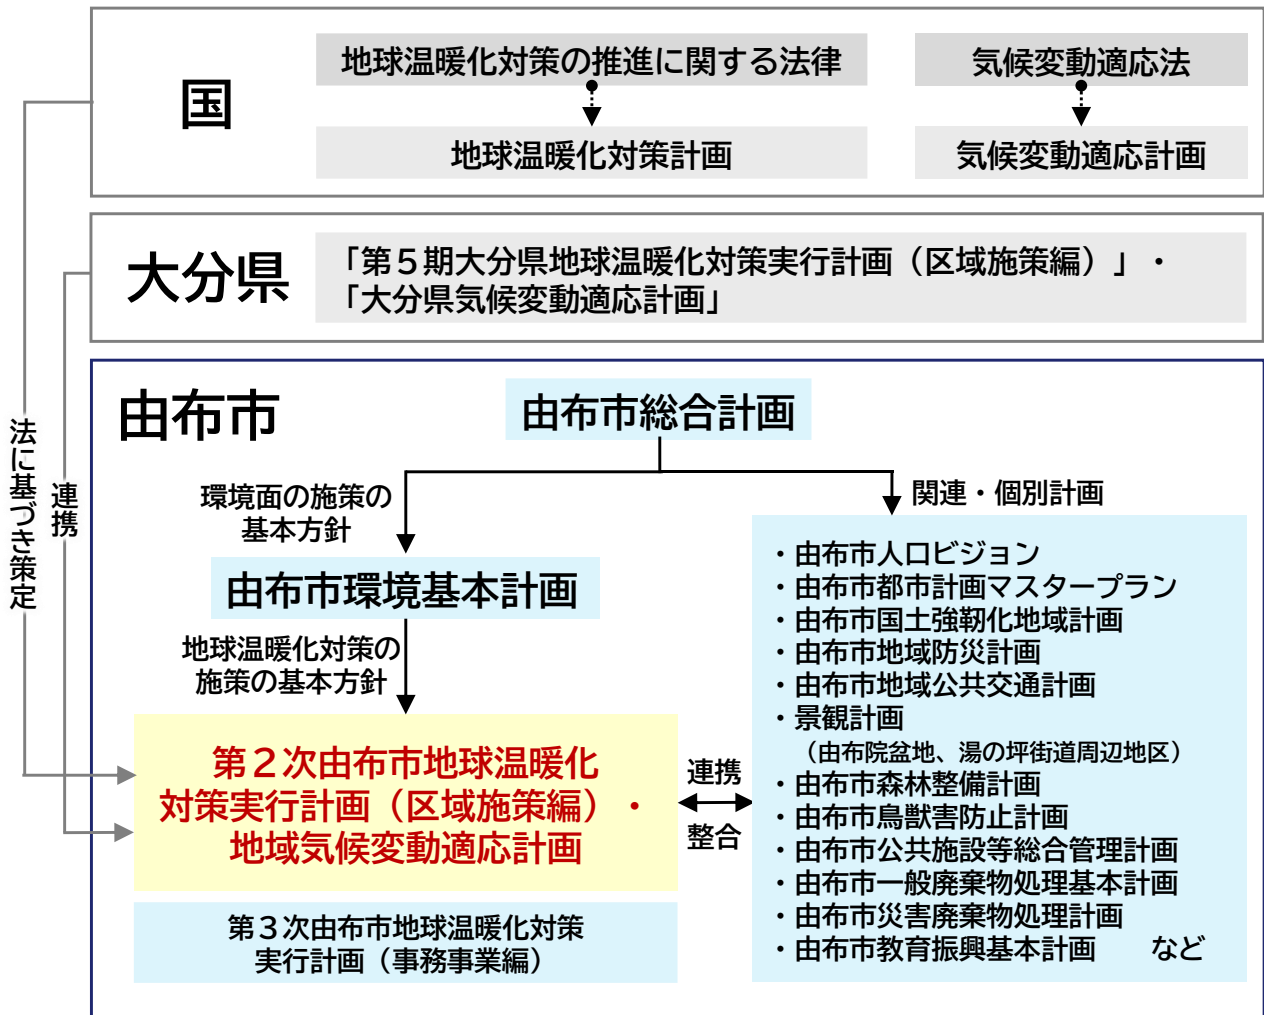 国
地球温暖化対策の推進に関する法律
気候変動適応法
地球温暖化対策計画
気候変動適応計画
大分県
「第５期大分県地球温暖化対策実行計画（区域施策編）」・
「大分県気候変動適応計画」
法に基づき策定
連携
由布市
由布市総合計画
環境面の施策の
基本方針
関連・個別計画
由布市環境基本計画
地球温暖化対策の
施策の基本方針
第２次由布市地球温暖化
対策実行計画（区域施策編）・
地域気候変動適応計画
連携
整合
第３次由布市地球温暖化対策
実行計画（事務事業編）
・由布市人口ビジョン
・由布市都市計画マスタープラン
・由布市国土強靭化地域計画
・由布市地域防災計画
・由布市地域公共交通計画
・景観計画
（由布院盆地、湯の坪街道周辺地区）
・由布市森林整備計画
・由布市鳥獣害防止計画
・由布市公共施設等総合管理計画
・由布市一般廃棄物処理基本計画
・由布市災害廃棄物処理計画
・由布市教育振興基本計画　　など